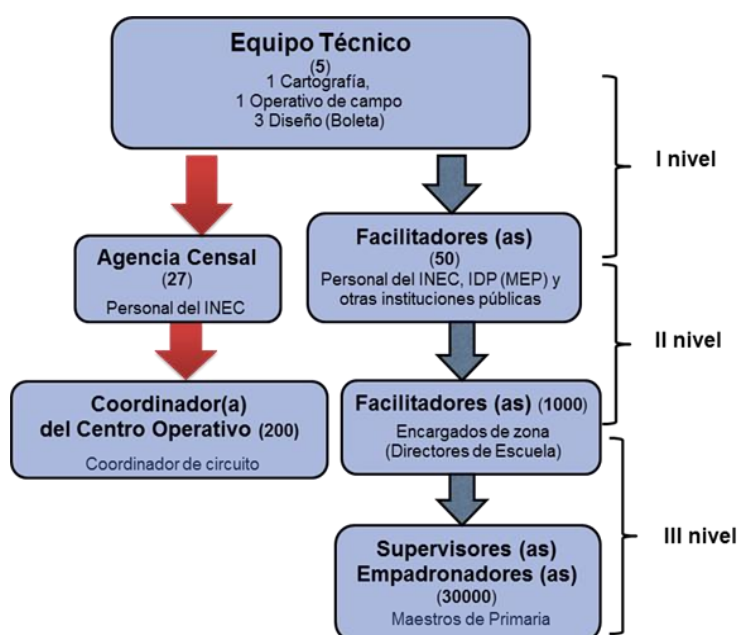 Equipo Técnico
(5)
1 Cartografía,
1 Operativo de campo
3 Diseño (Boleta)
I nivel
Agencia Censal
(27)
Personal del INEC
Facilitadores (as)
(50)
Personal del INEC, IDP (MEP) y
otras instituciones públicas
II nivel
Coordinador(a)
del Centro Operativo (200)
Coordinador de circuito
Facilitadores (as) (1000)
Encargados de zona
(Directores de Escuela)
III nivel
Supervisores (as)
Empadronadores (as)
(30000)
Maestros de Primaria